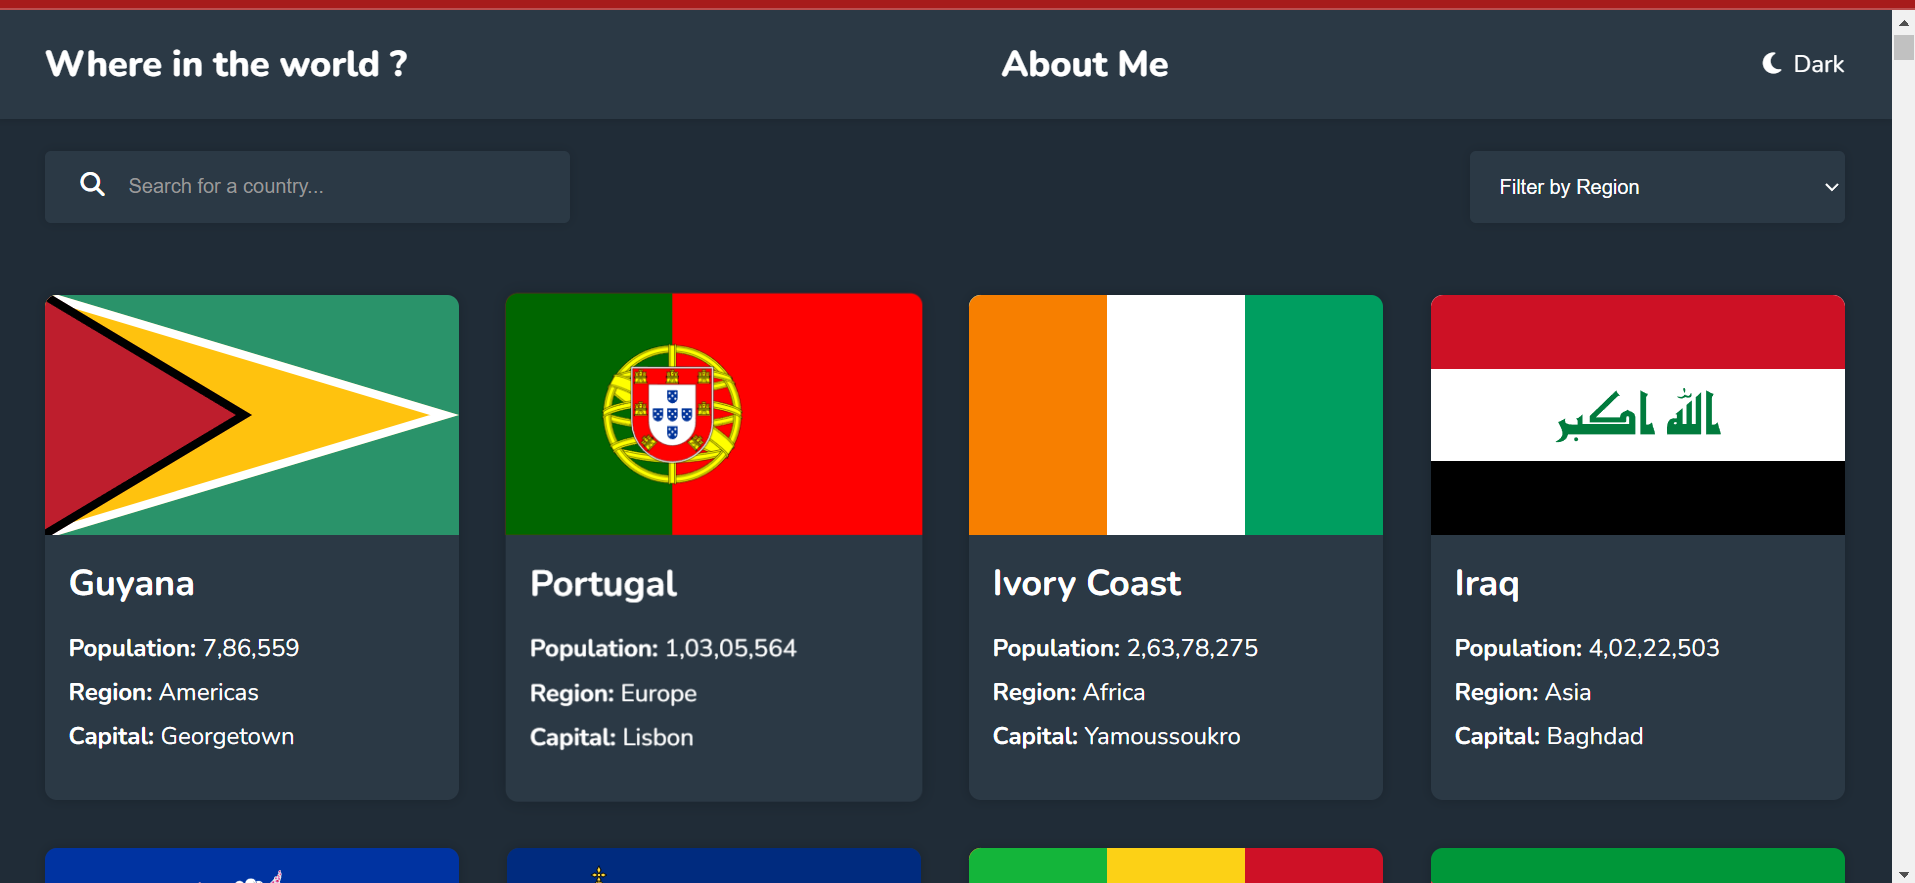 Where in the world ?
About Me
Dark
Search for a country...
Filter by Region
الله اكبر
Guyana
Population: 7,86,559
Region: Americas
Capital: Georgetown
Portugal
Population: 1,03,05,564
Region: Europe
Capital: Lisbon
Ivory Coast
Population: 2,63,78,275
Region: Africa
Capital: Yamoussoukro
Iraq
Population: 4,02,22,503
Region: Asia
Capital: Baghdad